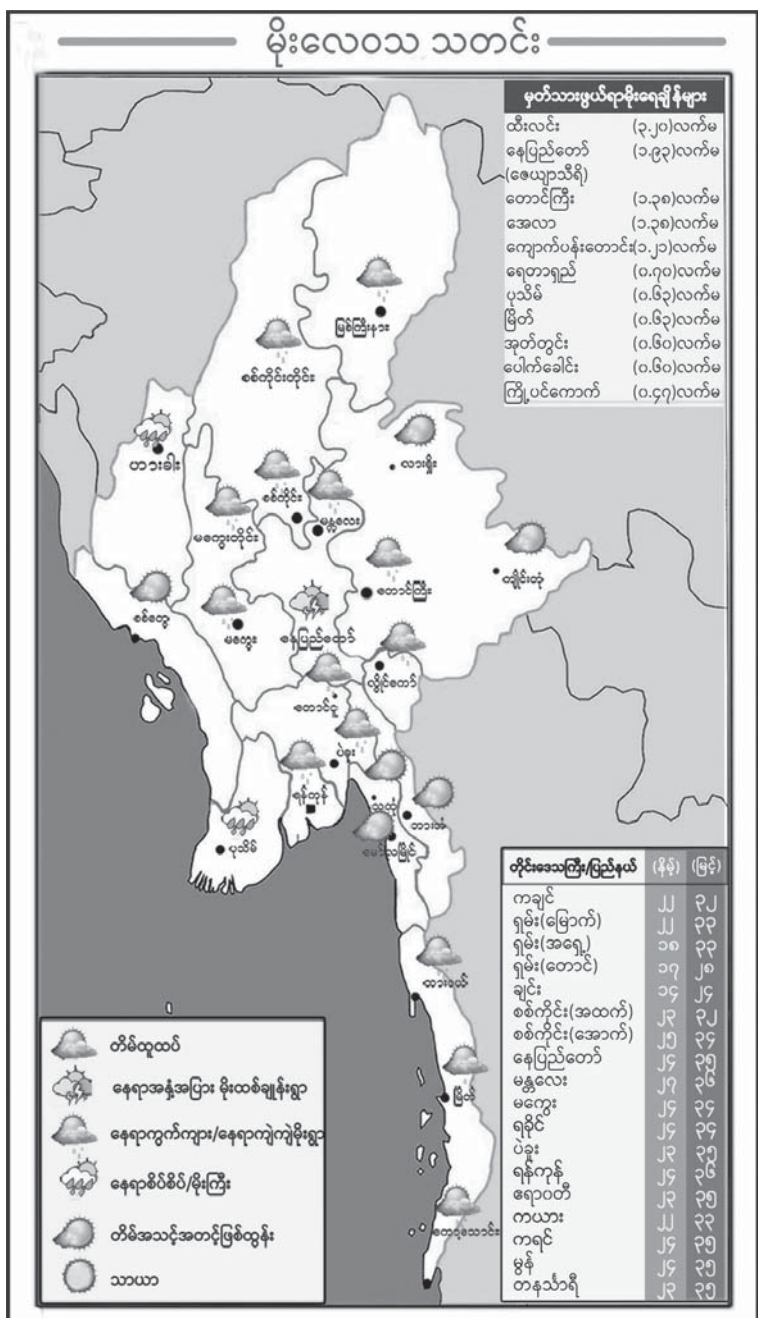 မိုးလေဝသ သတင်း
မှတ်သားဖွယ်ရာမိုးရေချိန်များ
ထီးလင်း (၃.၂၀)လက်မ
နေပြည်တော် (၁.၉၃)လက်မ
(ဇေယျာသီရိ)
တောင်ကြီး (၁.၃၈)လက်မ
အေလာ (၁.၃၈)လက်မ
ကျောက်ပန်းတောင်း(၁.၂၁)လက်မ
ရေတာရှည် (၀.၇၀)လက်မ
ပုသိမ် (၀.၆၃)လက်မ
မြိတ် (၀.၆၃)လက်မ
အုတ်တွင်း (၀.၆၀)လက်မ
ပေါက်ခေါင်း (၀.၆၀)လက်မ
ကြို့ပင်ကောက် (၀.၄၇)လက်မ
မြစ်ကြီးနား
စစ်ကိုင်းတိုင်း
ဟားခါး
လားရှိုး
စစ်ကိုင်း
မန္တလေး
မကွေးတိုင်း
ကျိုင်းတုံ
တောင်ကြီး
စစ်တွေ
မကွေး
နေပြည်တော်
လွိုင်ကော်
တောင်ငူ
ပဲခူး
ရန်ကုန်
သထုံ
ဘားအံ
ပုသိမ်
မော်လမြိုင်
ထားဝယ်
မြိတ်
ကော့သောင်း
တိုင်းဒေသကြီး/ပြည်နယ် (နိမ့်) (မြင့်)
ကချင် ၂၂ ၃၂
ရှမ်း(မြောက်) ၂၂ ၃၃
ရှမ်း(အရှေ့) ၁၈ ၃၃
ရှမ်း(တောင်) ၁၇ ၂၈
ချင်း ၁၄ ၂၄
စစ်ကိုင်း(အထက်) ၂၃ ၃၂
စစ်ကိုင်း(အောက်) ၂၅ ၃၄
နေပြည်တော် ၂၄ ၃၅
မန္တလေး ၂၇ ၃၆
မကွေး ၂၄ ၃၄
ရခိုင် ၂၄ ၃၄
ပဲခူး ၂၃ ၃၅
ရန်ကုန် ၂၄ ၃၆
ဧရာဝတီ ၂၃ ၃၅
ကယား ၂၂ ၃၃
ကရင် ၂၄ ၃၅
မွန် ၂၄ ၃၅
တနင်္သာရီ ၂၃ ၃၅
တိမ်ထူထပ်
နေရာအနှံ့အပြား မိုးထစ်ချုန်းရွာ
နေရာကွက်ကျား/နေရာကျဲကျဲမိုးရွာ
နေရာစိပ်စိပ်/မိုးကြီး
တိမ်အသင့်အတင့်ဖြစ်ထွန်း
သာယာ